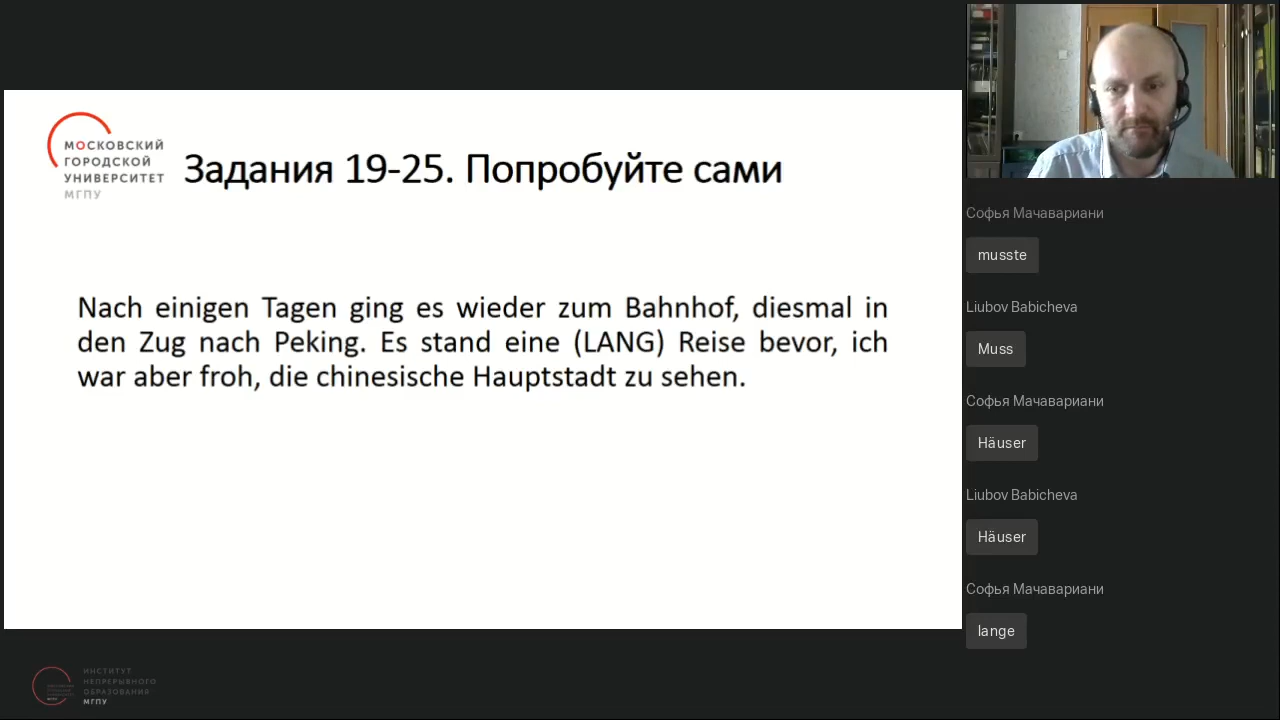 МОСКОВСКИЙ
ГОРОДСКОЙ
УНИВЕРСИТЕТ
МГПУ
Задания 19-25. Попробуйте сами
Nach einigen Tagen ging es wieder zum Bahnhof, diesmal in
den Zug nach Peking. Es stand eine (LANG) Reise bevor, ich
war aber froh, die chinesische Hauptstadt zu sehen.
Софья Мачавариани
musste
Liubov Babicheva
Muss
Софья Мачавариани
Häuser
Liubov Babicheva
Häuser
Софья Мачавариани
lange
ИНСТИТУТ
НЕПРЕРЫВНОГО
ОБРАЗОВАНИЯ
МГПУ